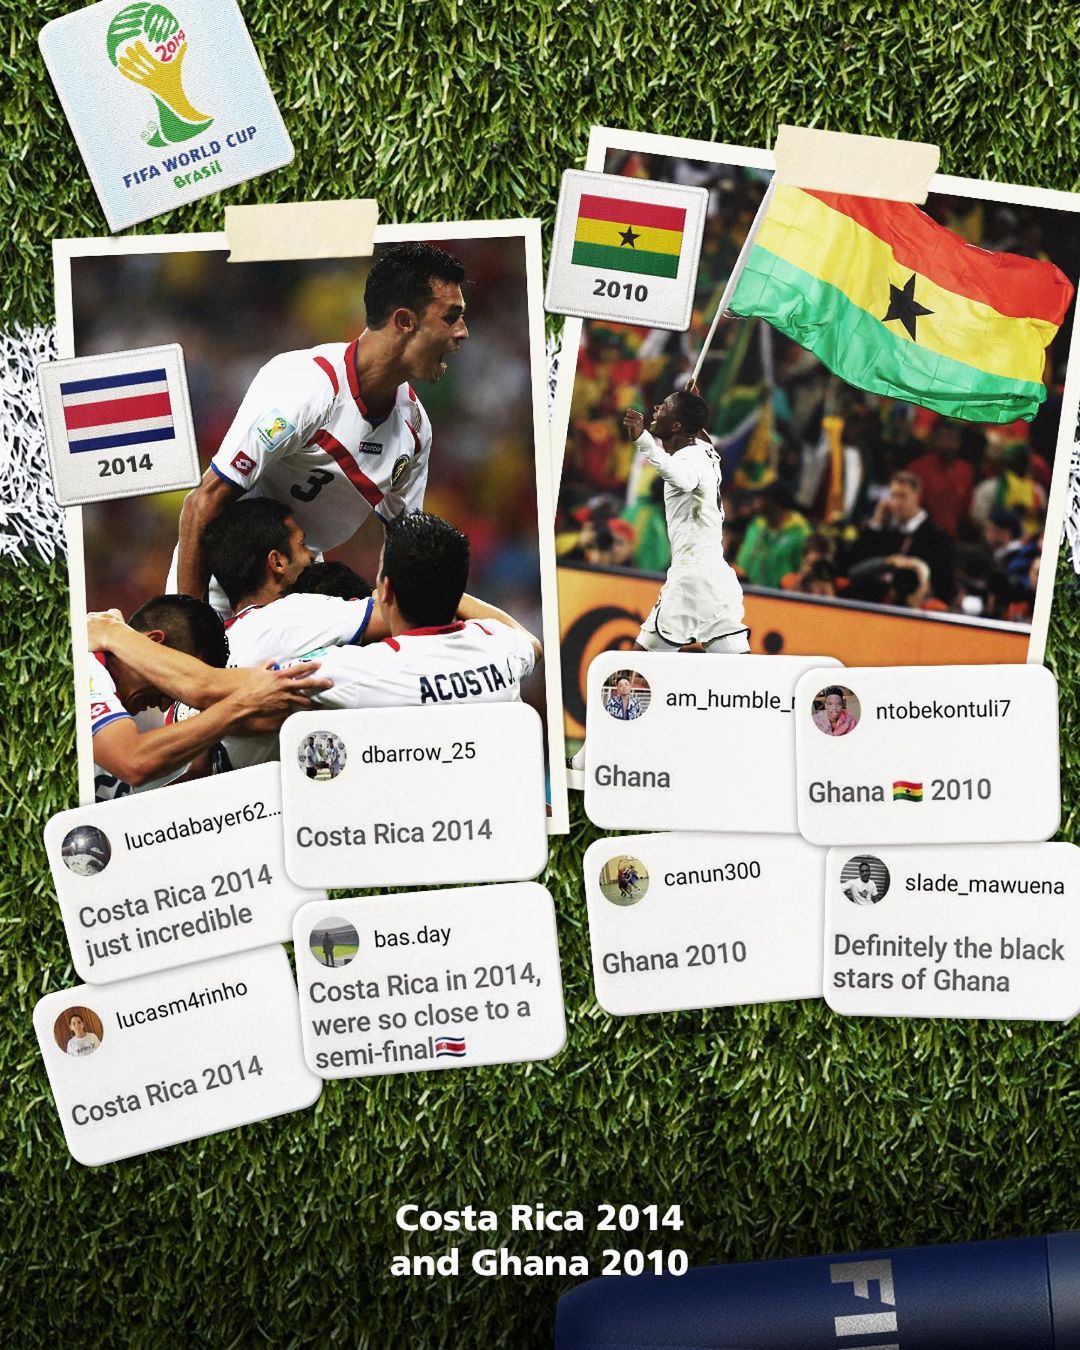 2014
FIFA WORLD CUP
Brasil
2010
2014
3
lotto
ACOSTA J.
dbarrow_25
Costa Rica 2014
lucadabayer62...
Costa Rica 2014
just incredible
bas.day
Costa Rica in 2014,
were so close to a
semi-final🇨🇷
lucasm4rinho
Costa Rica 2014
am_humble_
Ghana
ntobekontuli7
Ghana 🇬🇭 2010
canun300
Ghana 2010
slade_mawuena
Definitely the black
stars of Ghana
Costa Rica 2014
and Ghana 2010
FI